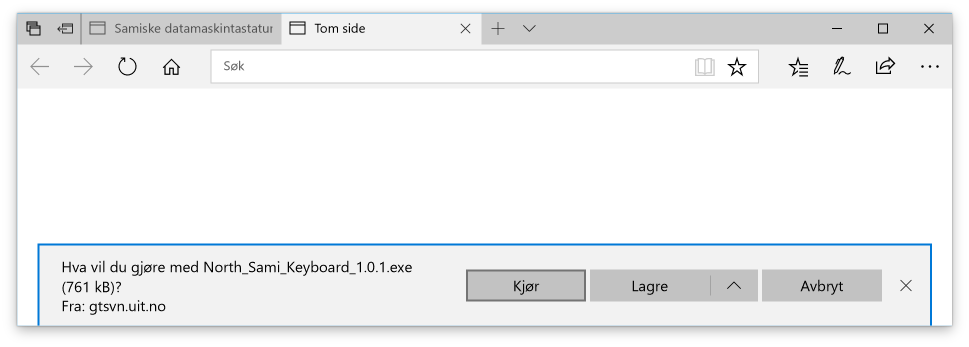 Samiske datamaskintastatur
Tom side
Søk
Hva vil du gjøre med North_Sami_Keyboard_1.0.1.exe
(761 kB)?
Fra: gtsvn.uit.no
Kjør
Lagre
Avbryt